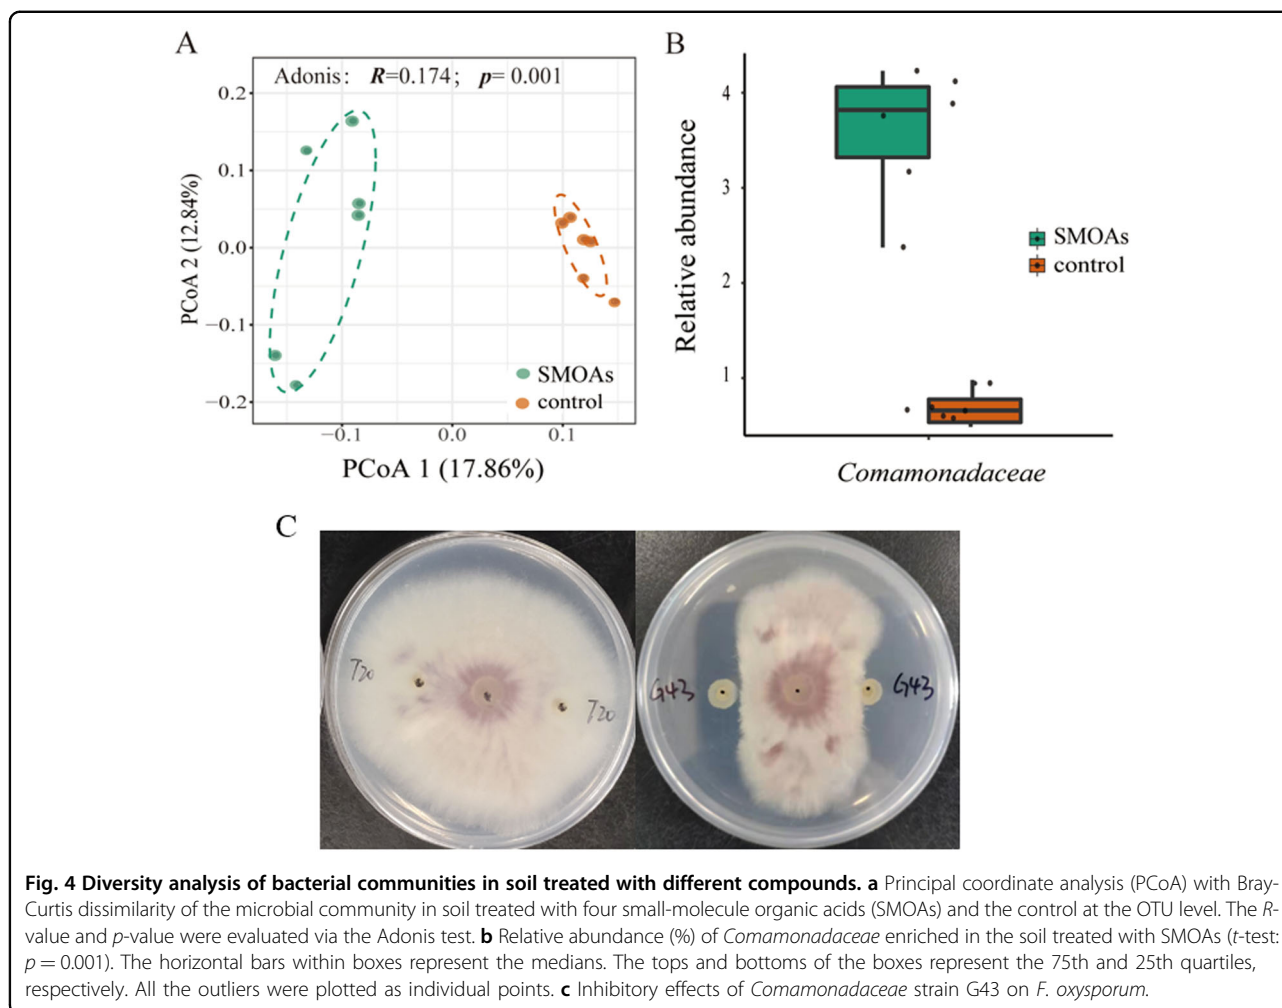 A
Adonis: R=0.174; p= 0.001
0.2
0.1
0.0
−0.1
−0.2
PCoA 2 (12.84%)
SMOAs
control
−0.1 0.0 0.1
PCoA 1 (17.86%)
B
4
3
2
1
Relative abundance
SMOAs
control
Comamonadaceae
C
T20
T20
G43
G43
Fig. 4 Diversity analysis of bacterial communities in soil treated with different compounds. a Principal coordinate analysis (PCoA) with Bray-
Curtis dissimilarity of the microbial community in soil treated with four small-molecule organic acids (SMOAs) and the control at the OTU level. The R-
value and p-value were evaluated via the Adonis test. b Relative abundance (%) of Comamonadaceae enriched in the soil treated with SMOAs (t-test:
p = 0.001). The horizontal bars within boxes represent the medians. The tops and bottoms of the boxes represent the 75th and 25th quartiles,
respectively. All the outliers were plotted as individual points. c Inhibitory effects of Comamonadaceae strain G43 on F. oxysporum.